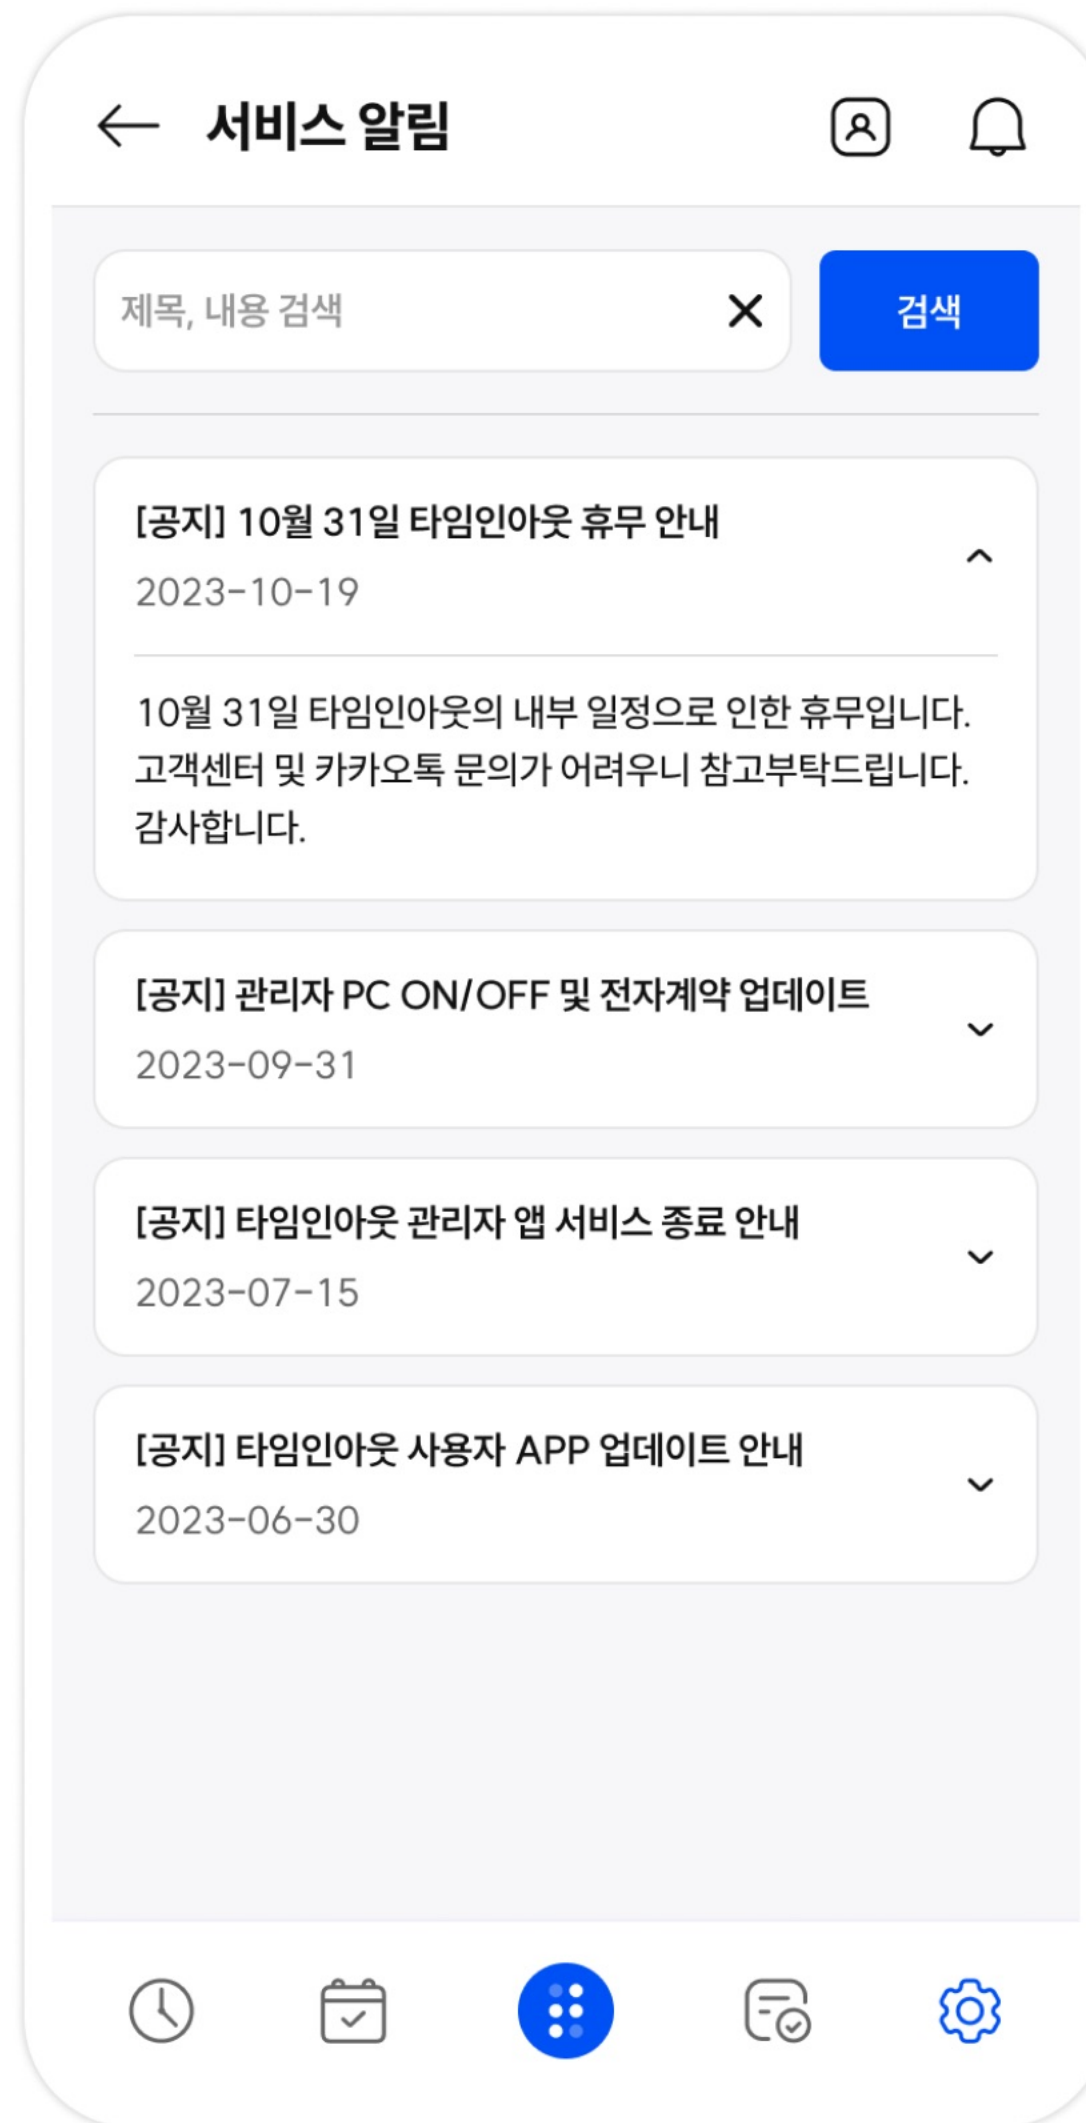 서비스 알림
제목, 내용 검색
검색
[공지] 10월 31일 타임인아웃 휴무 안내
2023-10-19
10월 31일 타임인아웃의 내부 일정으로 인한 휴무입니다.
고객센터 및 카카오톡 문의가 어려우니 참고부탁드립니다.
감사합니다.
[공지] 관리자 PC ON/OFF 및 전자계약 업데이트
2023-09-31
[공지] 타임인아웃 관리자 앱 서비스 종료 안내
2023-07-15
[공지] 타임인아웃 사용자 APP 업데이트 안내
2023-06-30